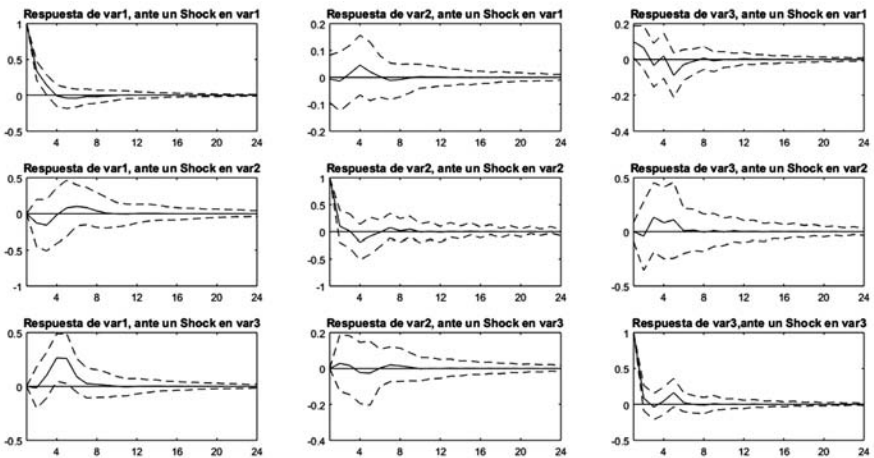 Respuesta de var1, ante un Shock en var1
1
0.5
0
-0.5
4 8 12 16 20 24
Respuesta de var2, ante un Shock en var1
0.2
0.1
0
-0.1
-0.2
4 8 12 16 20 24
Respuesta de var3, ante un Shock en var1
0.2
0
-0.2
-0.4
4 8 12 16 20 24
Respuesta de var1, ante un Shock en var2
0.5
0
-0.5
-1
4 8 12 16 20 24
Respuesta de var2, ante un Shock en var2
1
0.5
0
-0.5
-1
4 8 12 16 20 24
Respuesta de var3, ante un Shock en var2
0.5
0
-0.5
4 8 12 16 20 24
Respuesta de var1, ante un Shock en var3
0.5
0
-0.5
4 8 12 16 20 24
Respuesta de var2, ante un Shock en var3
0.2
0
-0.2
-0.4
4 8 12 16 20 24
Respuesta de var3,ante un Shock en var3
1
0.5
0
-0.5
4 8 12 16 20 24